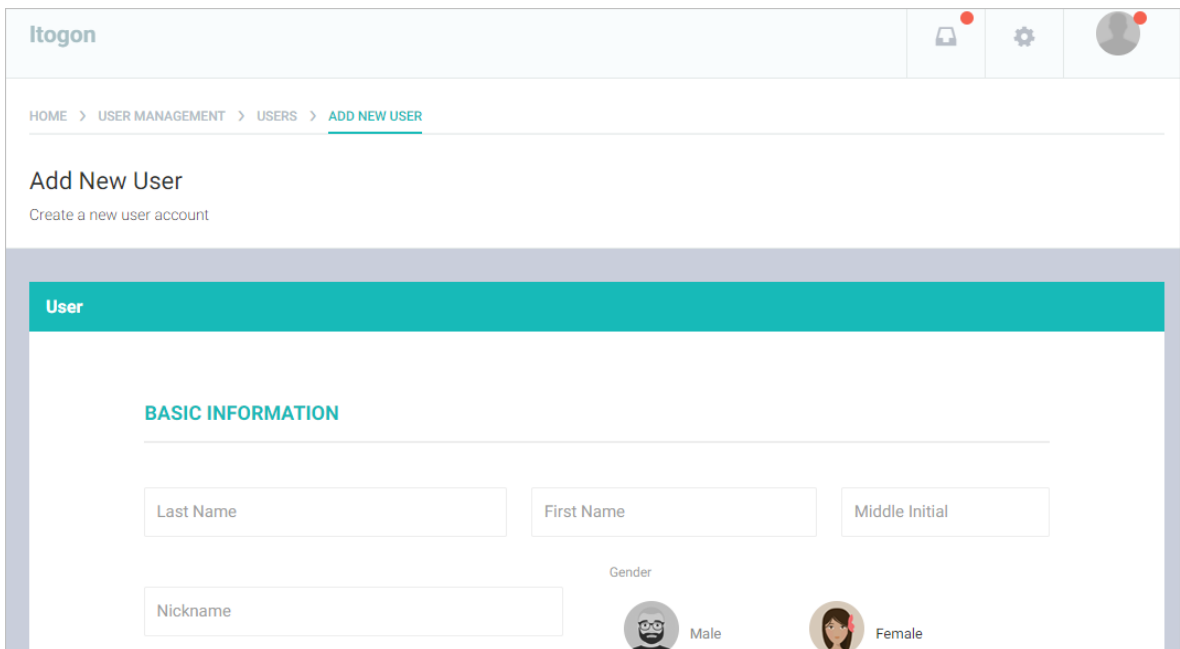 Itogon
HOME > USER MANAGEMENT > USERS > ADD NEW USER
Add New User
Create a new user account
User
BASIC INFORMATION
Last Name First Name Middle Initial
Gender
Nickname
Male Female